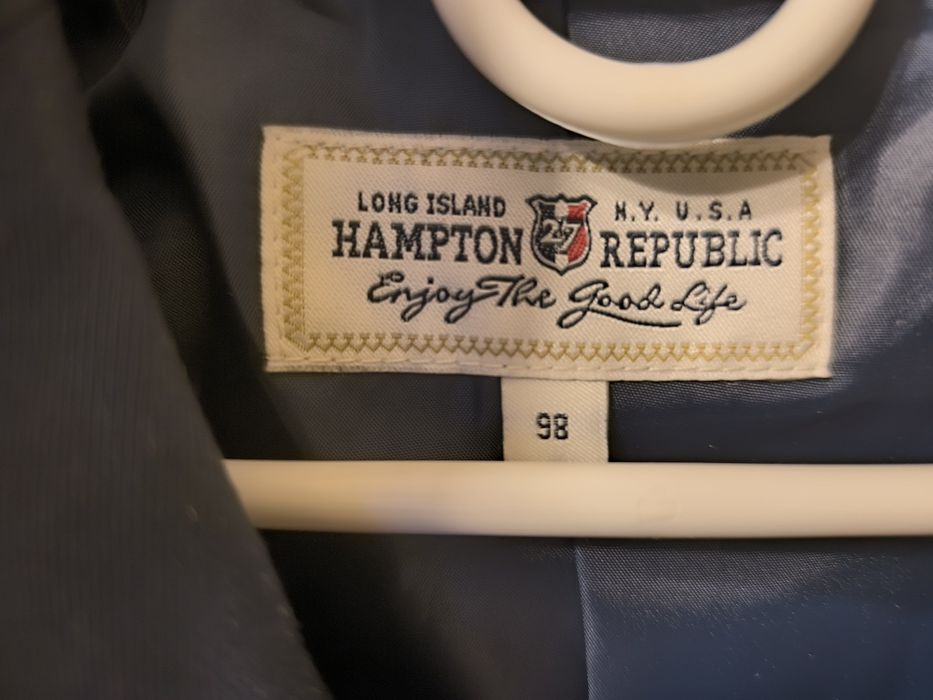 LONG ISLAND N.Y. U.S.A
HAMPTON 27 REPUBLIC
Enjoy The Good Life
98